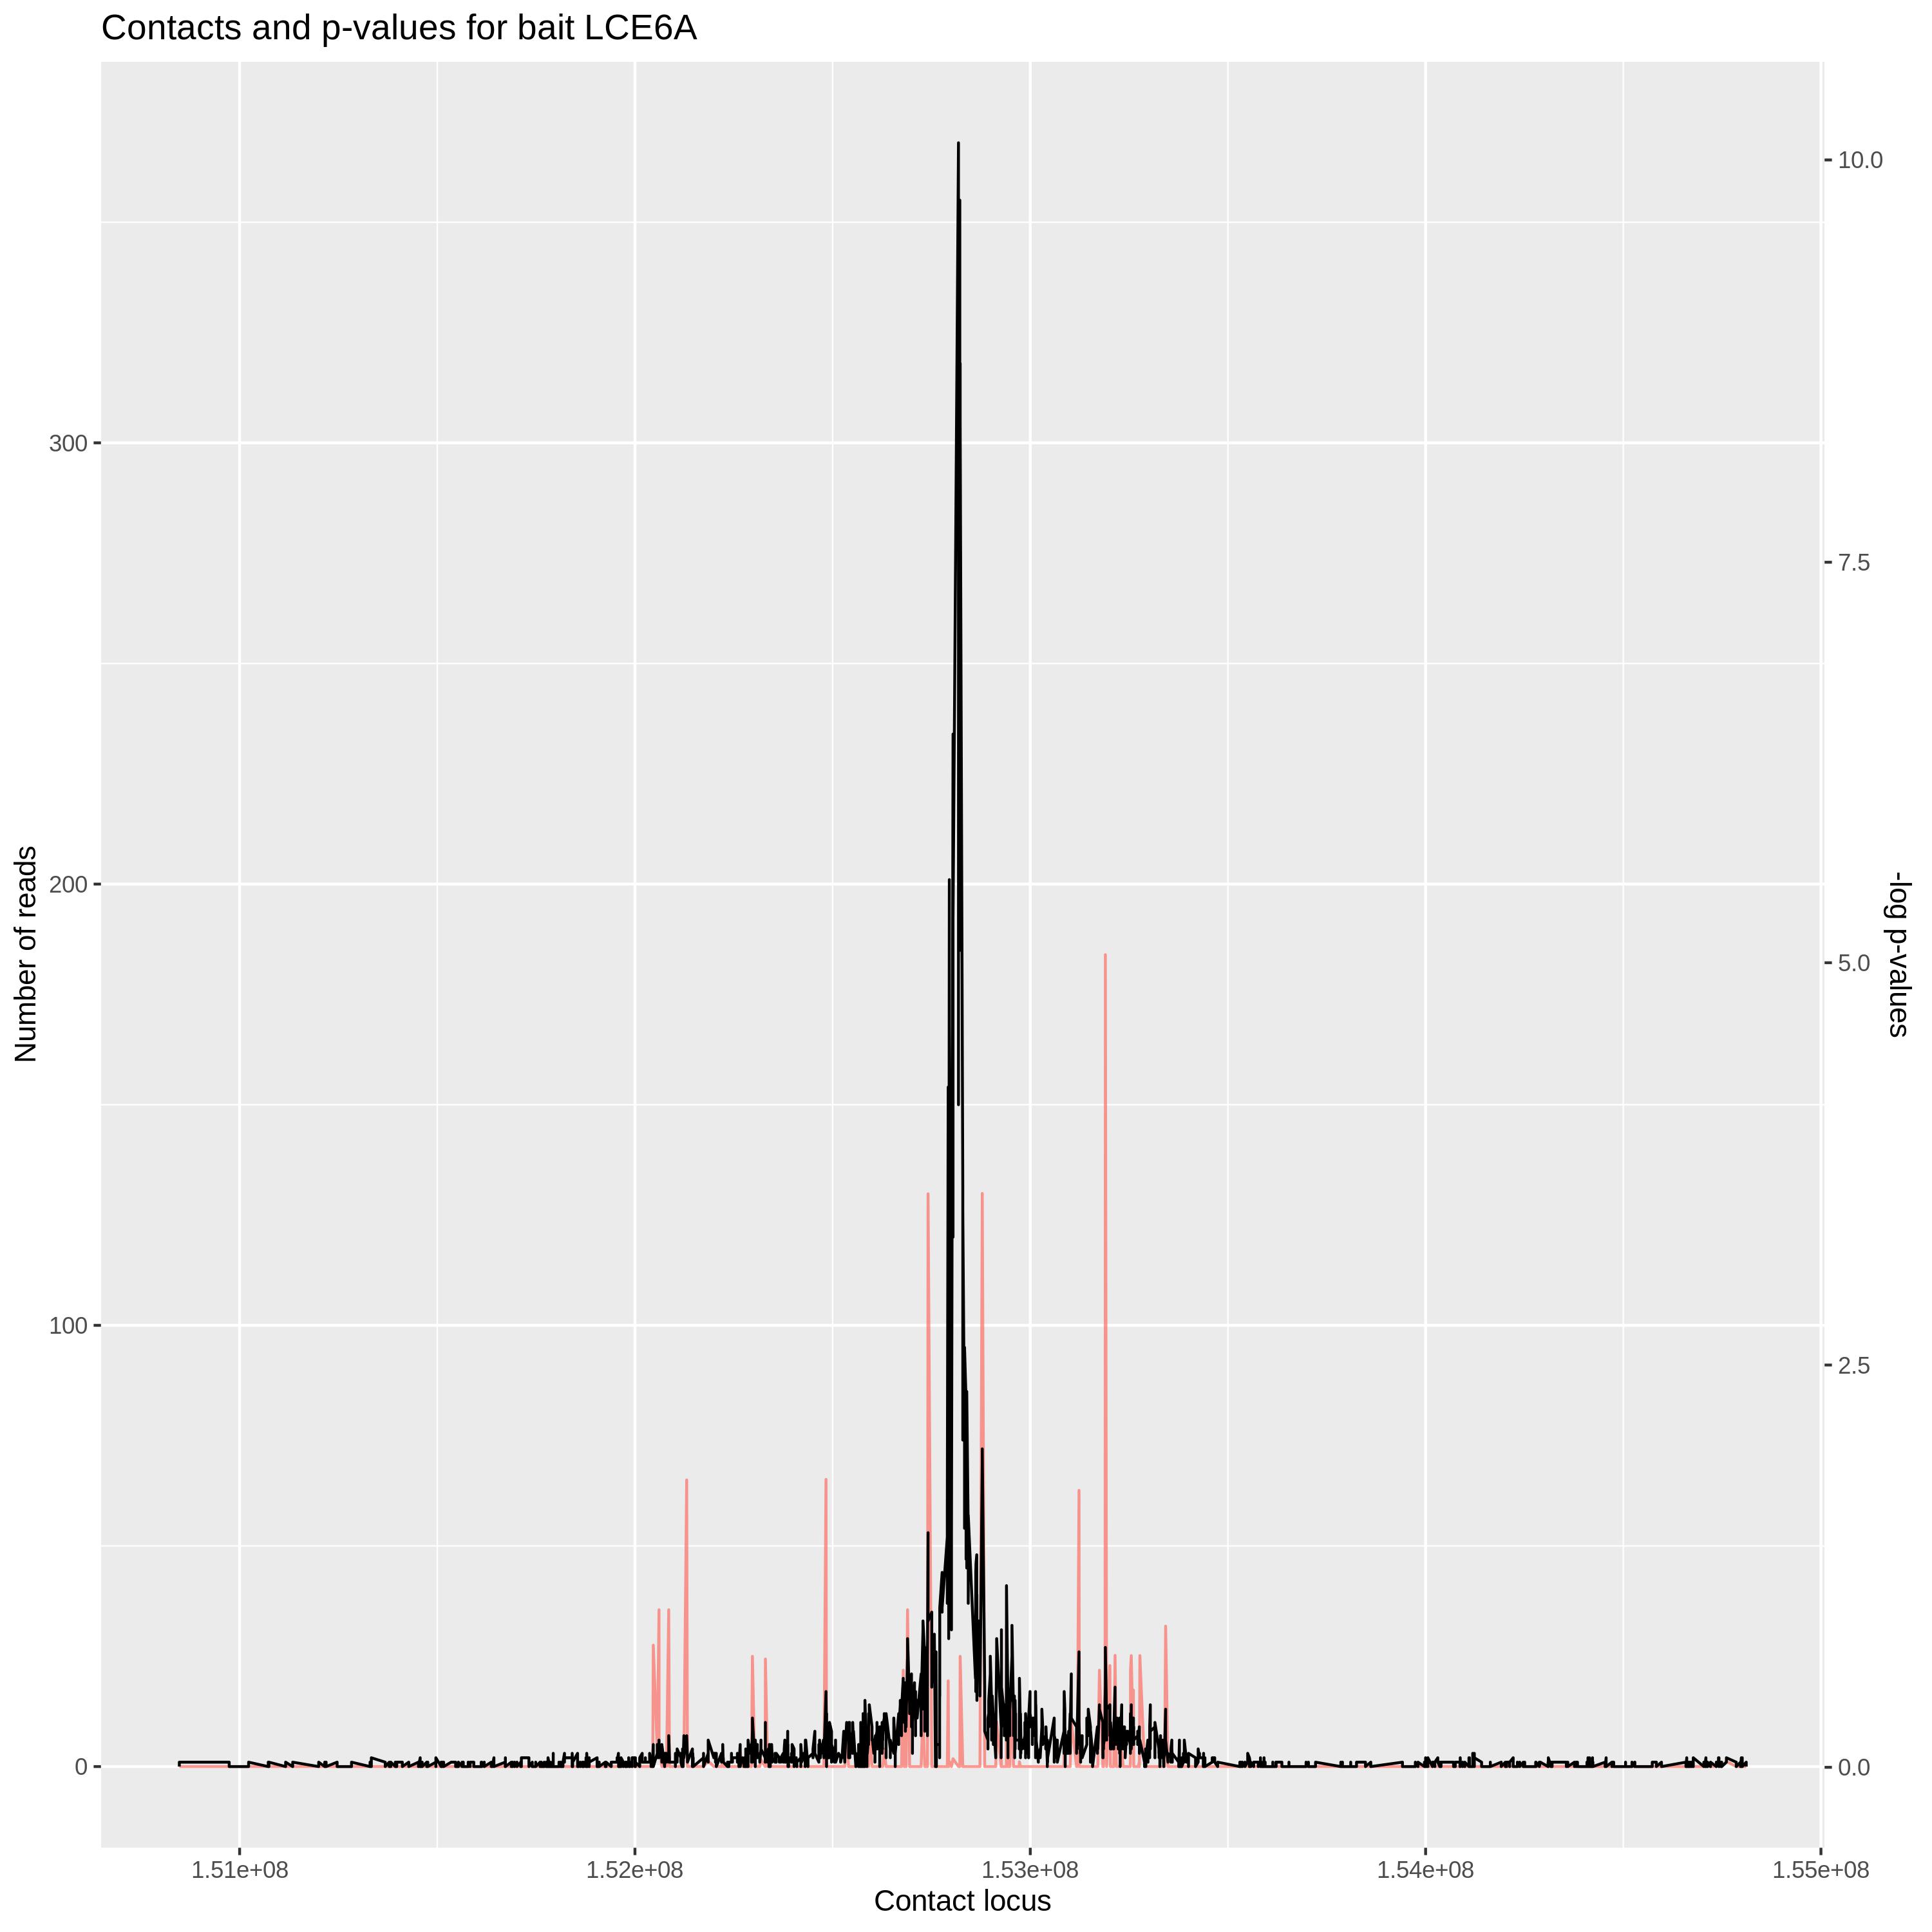 Contacts and p-values for bait LCE6A
Number of reads
300
200
100
0
10.0
7.5
5.0
2.5
0.0
-log p-values
1.51e+08
1.52e+08
1.53e+08
1.54e+08
1.55e+08
Contact locus